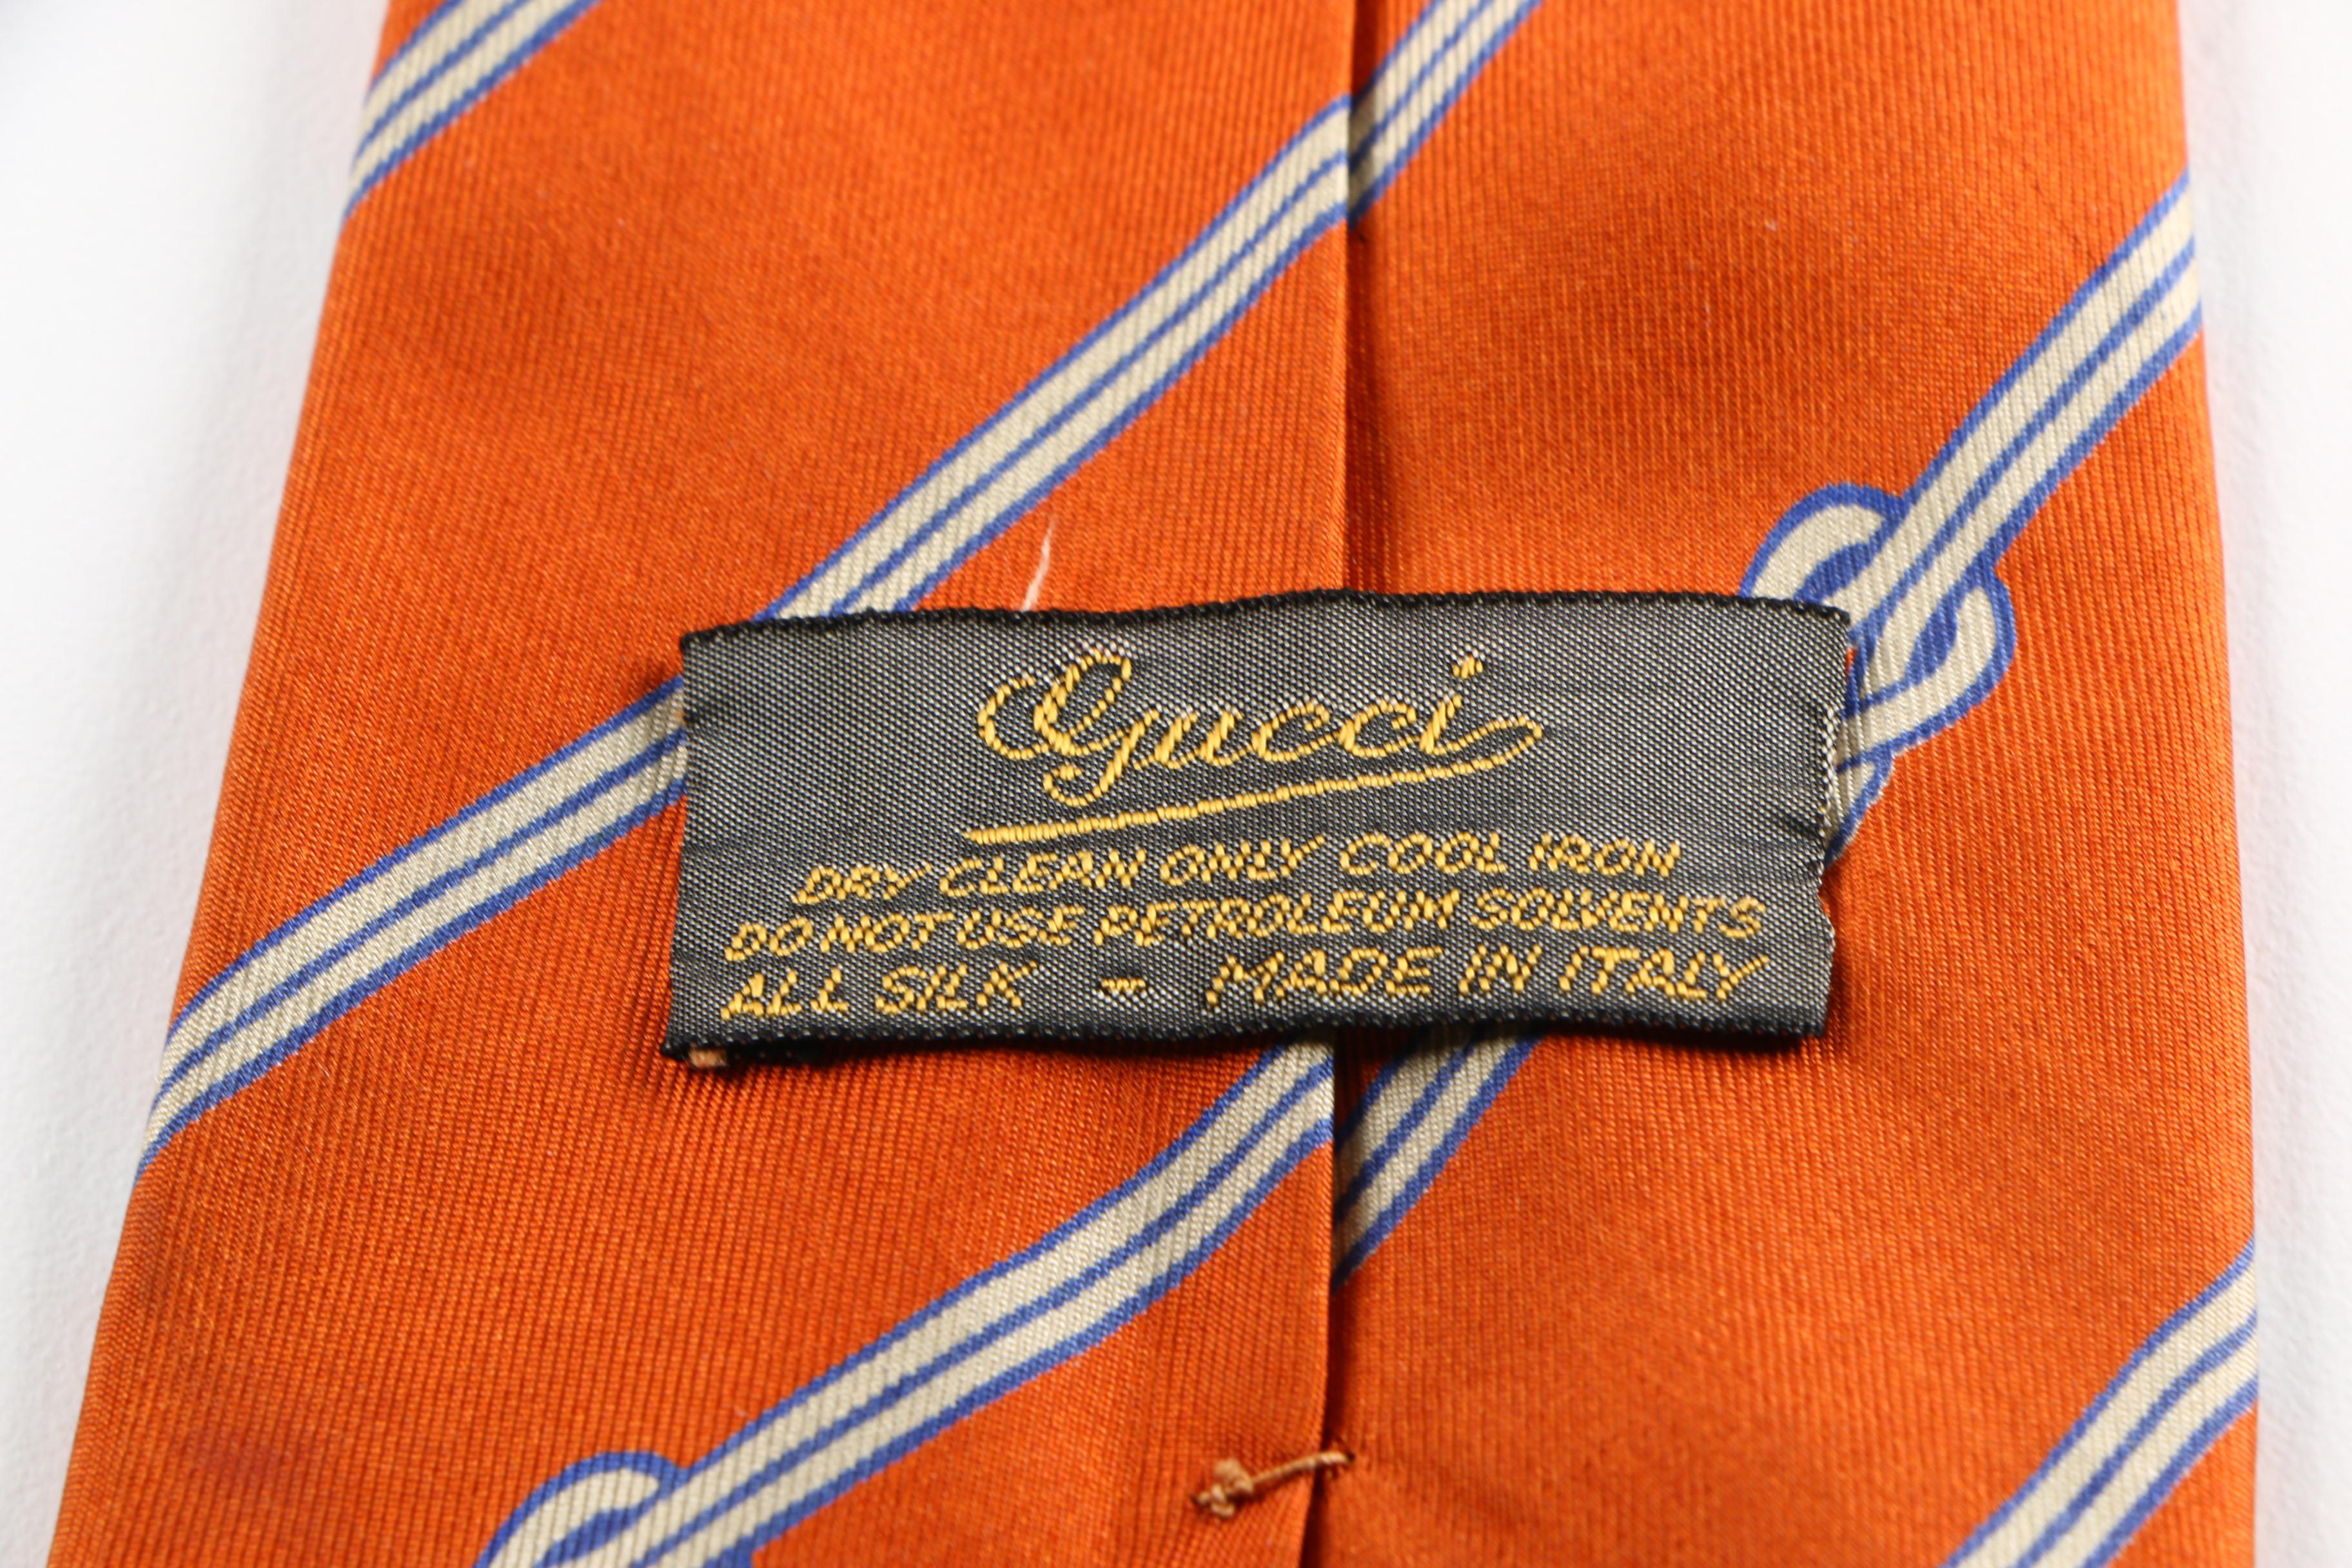 Gucci
DRY CLEAN ONLY COOL IRON
DO NOT USE PETROLEUM SOLVENTS
ALL SILK - MADE IN ITALY